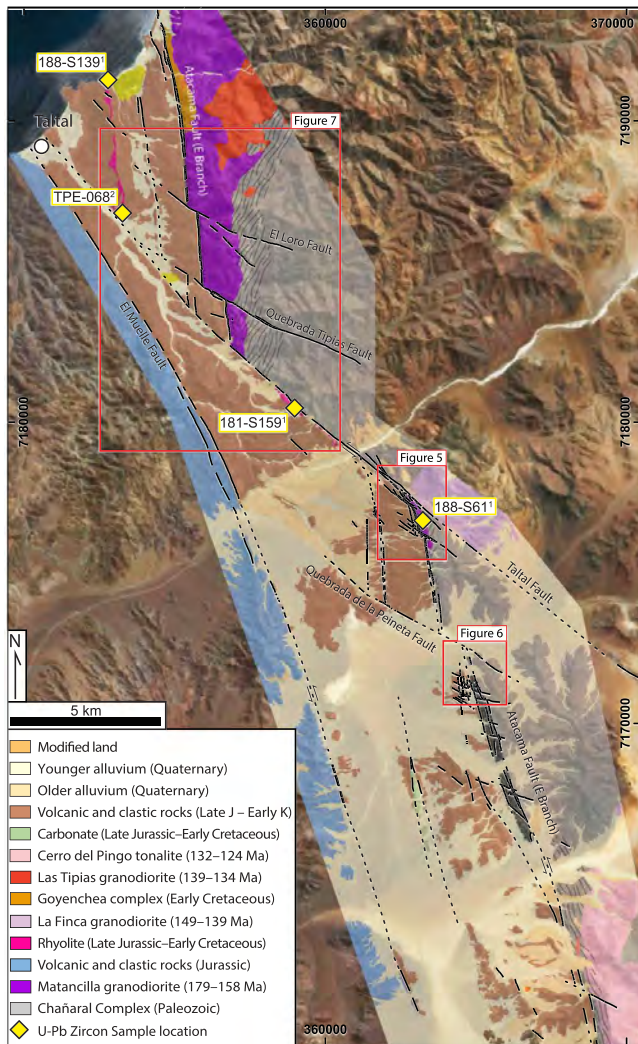 360000
370000
188-S139¹
Taltal
Atacama Fault (E Branch)
Figure 7
7190000
TPE-068²
El Loro Fault
El Muelle Fault
Quebrada Tipias Fault
181-S159¹
7180000
7180000
Figure 5
188-S61¹
Taltal Fault
Quebrada de la Peineta Fault
Figure 6
N
5 km
Atacama Fault (E Branch)
7170000
Modified land
Younger alluvium (Quaternary)
Older alluvium (Quaternary)
Volcanic and clastic rocks (Late J – Early K)
Carbonate (Late Jurassic–Early Cretaceous)
Cerro del Pingo tonalite (132–124 Ma)
Las Tipias granodiorite (139–134 Ma)
Goyenchea complex (Early Cretaceous)
La Finca granodiorite (149–139 Ma)
Rhyolite (Late Jurassic–Early Cretaceous)
Volcanic and clastic rocks (Jurassic)
Matancilla granodiorite (179–158 Ma)
Chañaral Complex (Paleozoic)
U-Pb Zircon Sample location
360000